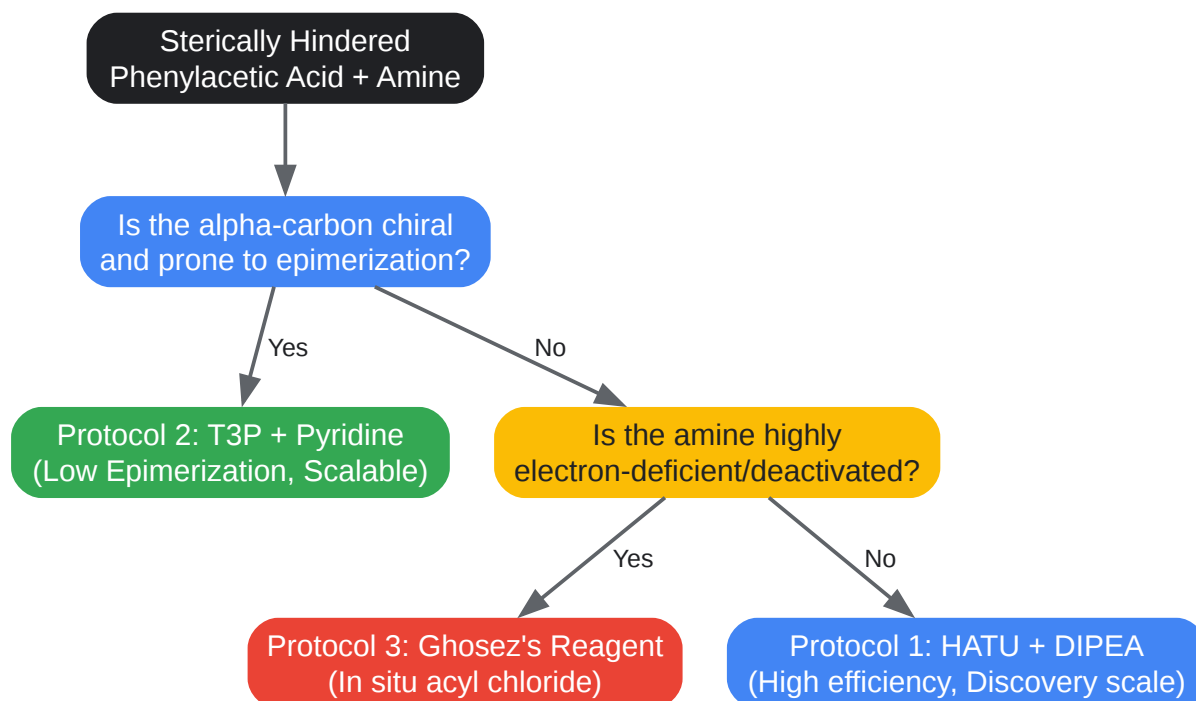 Sterically Hindered
Phenylacetic Acid + Amine
Is the alpha-carbon chiral
and prone to epimerization?
Yes
No
Protocol 2: T3P + Pyridine
(Low Epimerization, Scalable)
Is the amine highly
electron-deficient/deactivated?
Yes
No
Protocol 3: Ghosez's Reagent
(In situ acyl chloride)
Protocol 1: HATU + DIPEA
(High efficiency, Discovery scale)